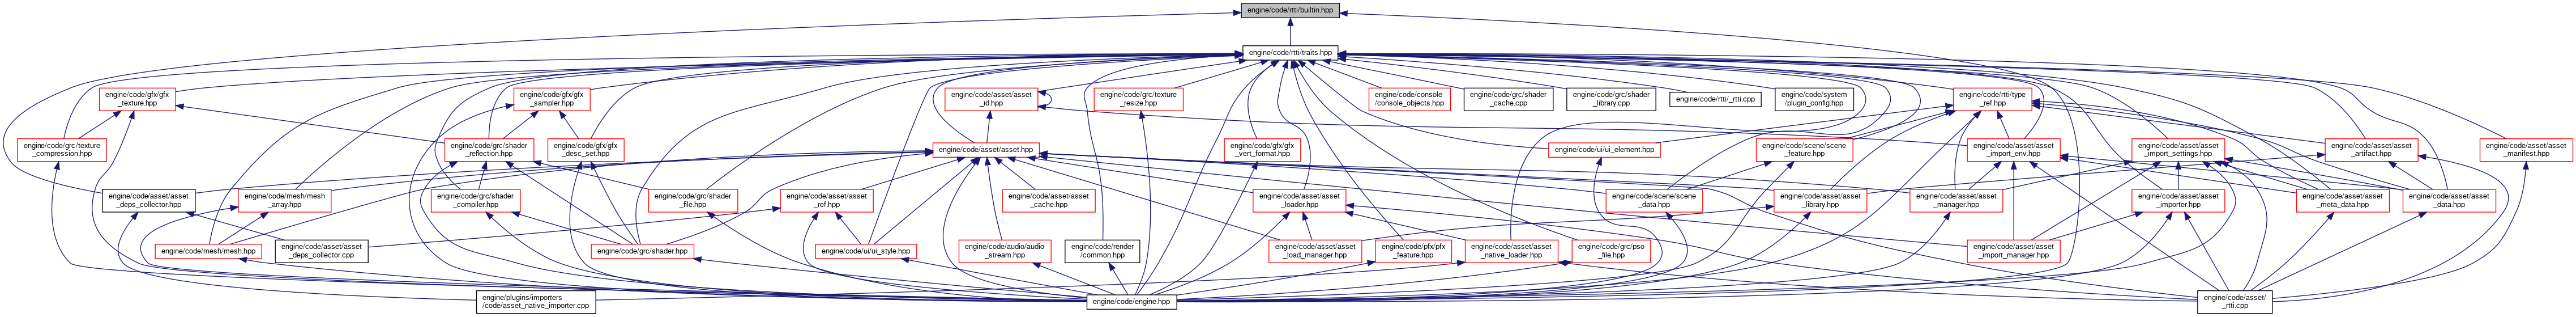 engine/code/rtti/builtin.hpp
engine/code/rtti/traits.hpp
engine/code/gfx/gfx
_texture.hpp
engine/code/gfx/gfx
_sampler.hpp
engine/code/asset/asset
_id.hpp
engine/code/grc/texture
_resize.hpp
engine/code/console
/console_objects.hpp
engine/code/grc/shader
_cache.cpp
engine/code/grc/shader
_library.cpp
engine/code/rtti/_rtti.cpp
engine/code/system
/plugin_config.hpp
engine/code/rtti/type
_ref.hpp
engine/code/grc/texture
_compression.hpp
engine/code/grc/shader
_reflection.hpp
engine/code/gfx/gfx
_desc_set.hpp
engine/code/asset/asset.hpp
engine/code/gfx/gfx
_vert_format.hpp
engine/code/ui/ui_element.hpp
engine/code/scene/scene
_feature.hpp
engine/code/asset/asset
_import_env.hpp
engine/code/asset/asset
_import_settings.hpp
engine/code/asset/asset
_artifact.hpp
engine/code/asset/asset
_manifest.hpp
engine/code/asset/asset
_deps_collector.hpp
engine/code/mesh/mesh
_array.hpp
engine/code/grc/shader
_compiler.hpp
engine/code/grc/shader
_file.hpp
engine/code/asset/asset
_ref.hpp
engine/code/asset/asset
_cache.hpp
engine/code/asset/asset
_loader.hpp
engine/code/scene/scene
_data.hpp
engine/code/asset/asset
_library.hpp
engine/code/asset/asset
_manager.hpp
engine/code/asset/asset
_importer.hpp
engine/code/asset/asset
_meta_data.hpp
engine/code/asset/asset
_data.hpp
engine/code/mesh/mesh.hpp
engine/code/asset/asset
_deps_collector.cpp
engine/code/grc/shader.hpp
engine/code/ui/ui_style.hpp
engine/code/audio/audio
_stream.hpp
engine/code/render
/common.hpp
engine/code/asset/asset
_load_manager.hpp
engine/code/pfx/pfx
_feature.hpp
engine/code/asset/asset
_native_loader.hpp
engine/code/grc/pso
_file.hpp
engine/code/asset/asset
_import_manager.hpp
engine/plugins/importers
/code/asset_native_importer.cpp
engine/code/engine.hpp
engine/code/asset/
_rtti.cpp